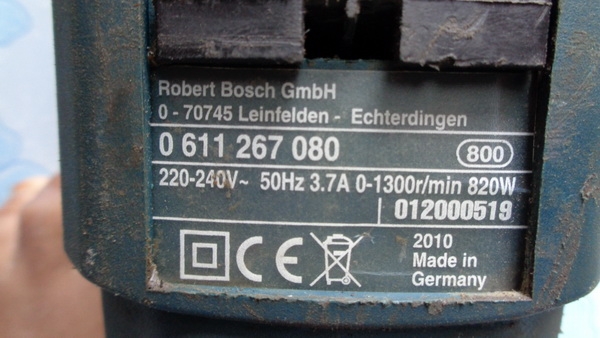 Robert Bosch GmbH
0 - 70745 Leinfelden - Echterdingen
0 611 267 080 800
220-240V~ 50Hz 3.7A 0-1300r/min 820W
012000519
CE 2010
Made in
Germany